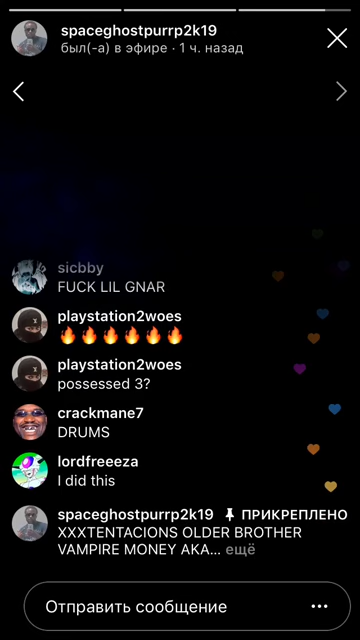 spaceghostpurrp2k19
был(-а) в эфире · 1 ч. назад
sicbby
FUCK LIL GNAR
playstation2woes
🔥🔥🔥🔥🔥🔥
playstation2woes
possessed 3?
crackmane7
DRUMS
lordfreeeza
I did this
spaceghostpurrp2k19 ПРИКРЕПЛЕНО
XXXTENTACIONS OLDER BROTHER
VAMPIRE MONEY AKA... ещё
Отправить сообщение